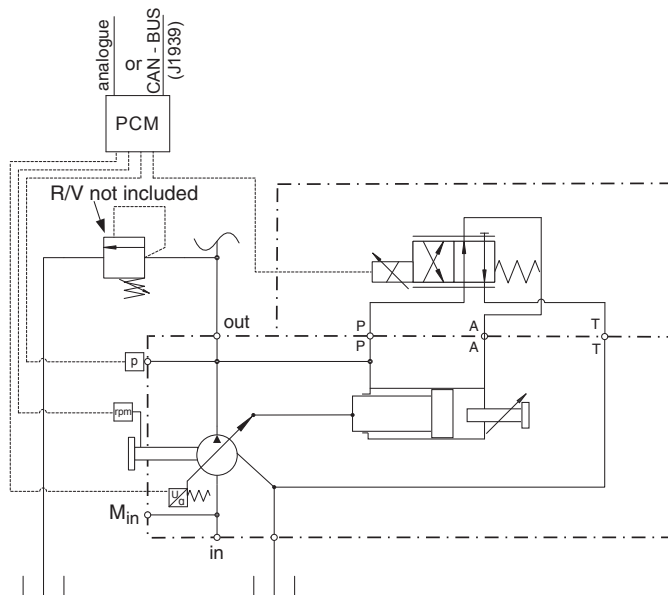 analogue
or
CAN - BUS
(J1939)
PCM
R/V not included
out
P
A
T
P
A
T
p
rpm
U
α
M in
in